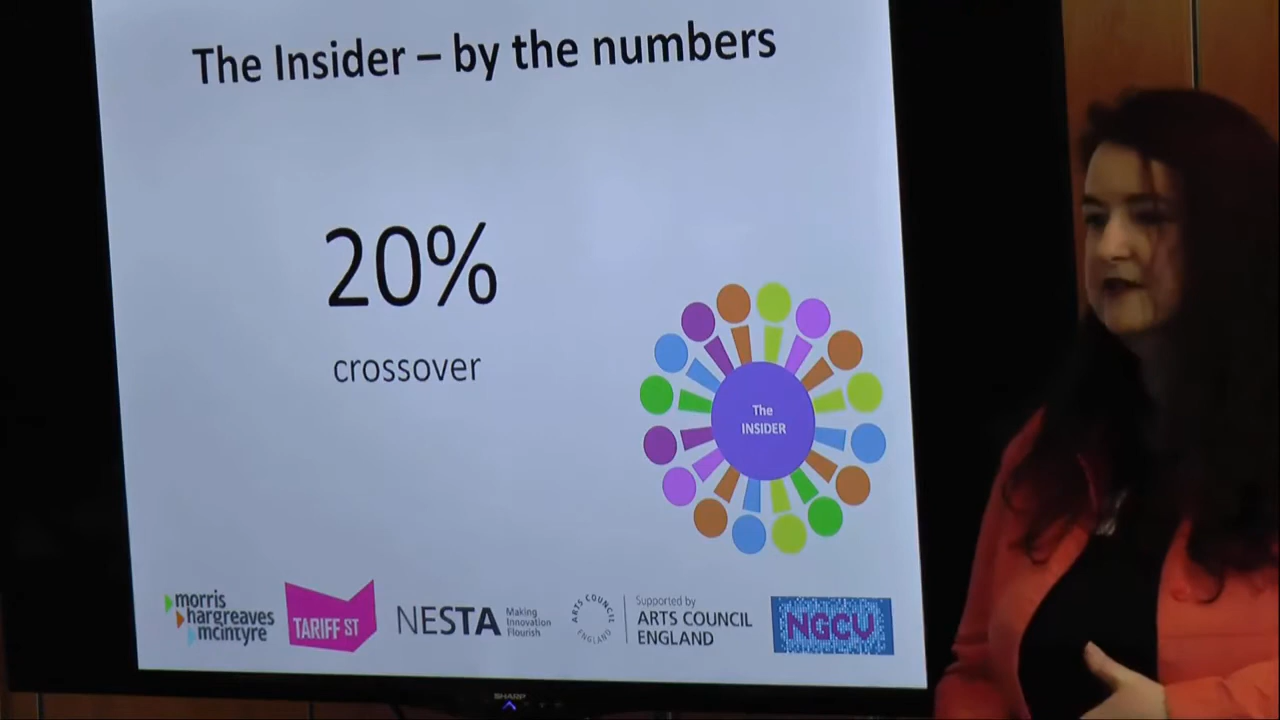 The Insider – by the numbers
20%
crossover
The
INSIDER
morris
hargreaves
mcintyre
TARIFF ST
NESTA
Making
Innovation
Flourish
ARTS COUNCIL
ENGLAND
Supported by
ARTS COUNCIL
ENGLAND
NGCV
SHARP